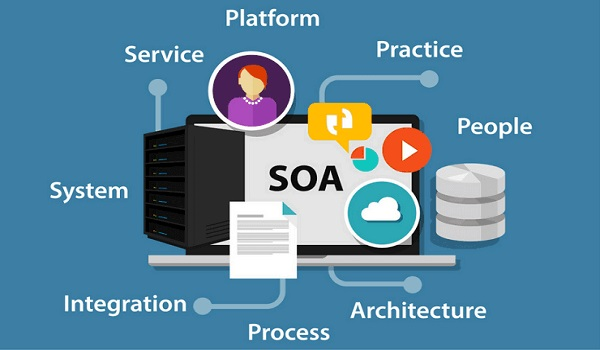 Platform
Service
Practice
People
SOA
System
Integration
Architecture
Process